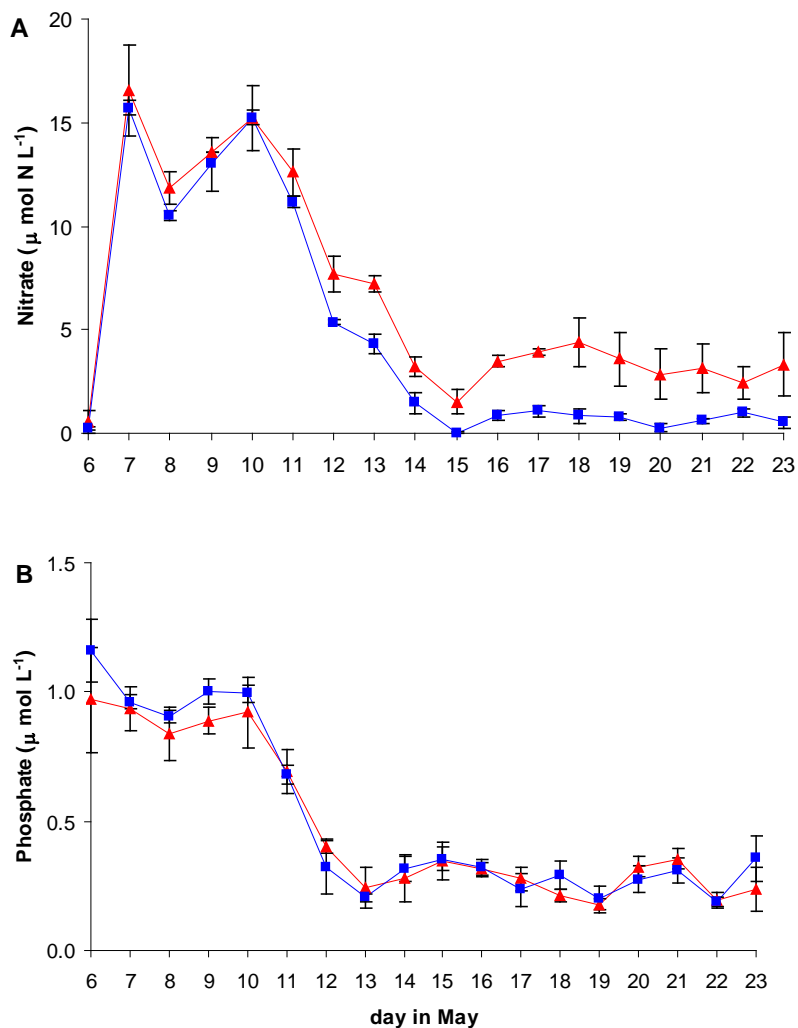 A
Nitrate (μ mol N L-1)
20
15
10
5
0
6 7 8 9 10 11 12 13 14 15 16 17 18 19 20 21 22 23
B
Phosphate (μ mol L-1)
1.5
1.0
0.5
0.0
6 7 8 9 10 11 12 13 14 15 16 17 18 19 20 21 22 23
day in May